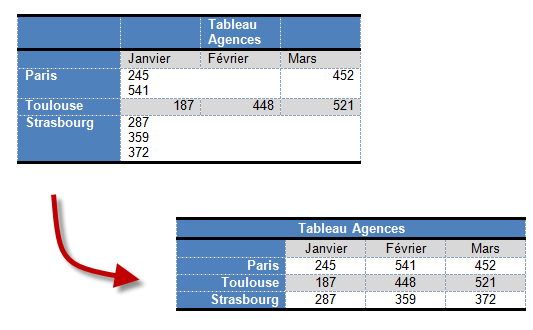 Tableau
Agences
Janvier Février Mars
Paris 245 452
541
Toulouse 187 448 521
Strasbourg 287
359
372
Tableau Agences
Janvier Février Mars
Paris 245 541 452
Toulouse 187 448 521
Strasbourg 287 359 372